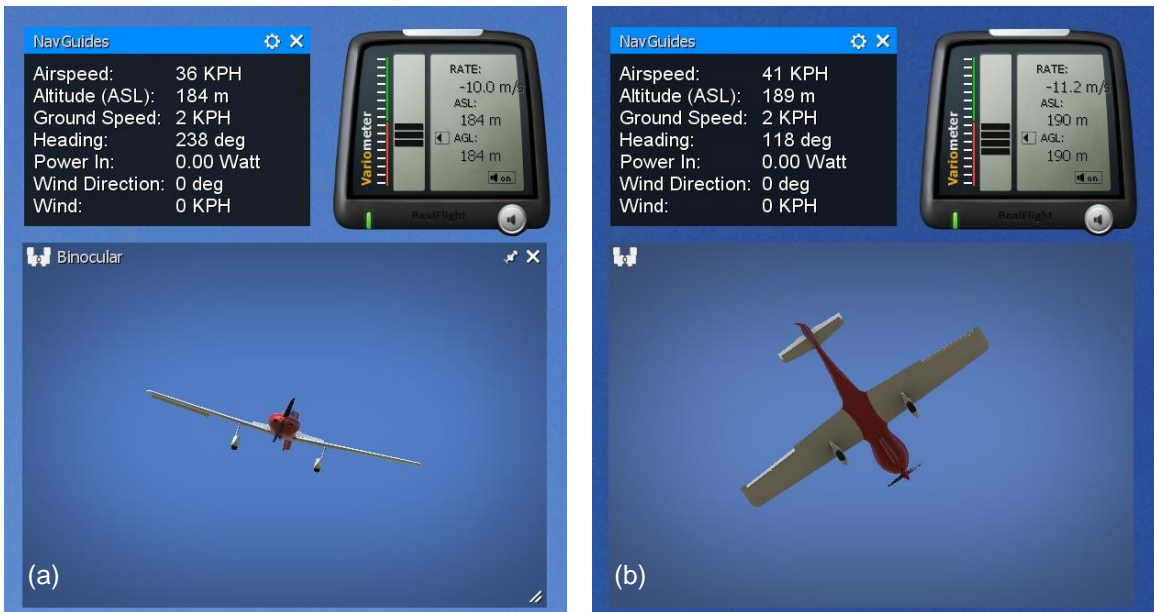 NavGuides
Airspeed: 36 KPH
Altitude (ASL): 184 m
Ground Speed: 2 KPH
Heading: 238 deg
Power In: 0.00 Watt
Wind Direction: 0 deg
Wind: 0 KPH
Variometer
RATE:
-10.0 m/s
ASL:
184 m
AGL:
184 m
on
RealFlight
Binocular
(a)
NavGuides
Airspeed: 41 KPH
Altitude (ASL): 189 m
Ground Speed: 2 KPH
Heading: 118 deg
Power In: 0.00 Watt
Wind Direction: 0 deg
Wind: 0 KPH
Variometer
RATE:
-11.2 m/s
ASL:
190 m
AGL:
190 m
on
RealFlight
(b)